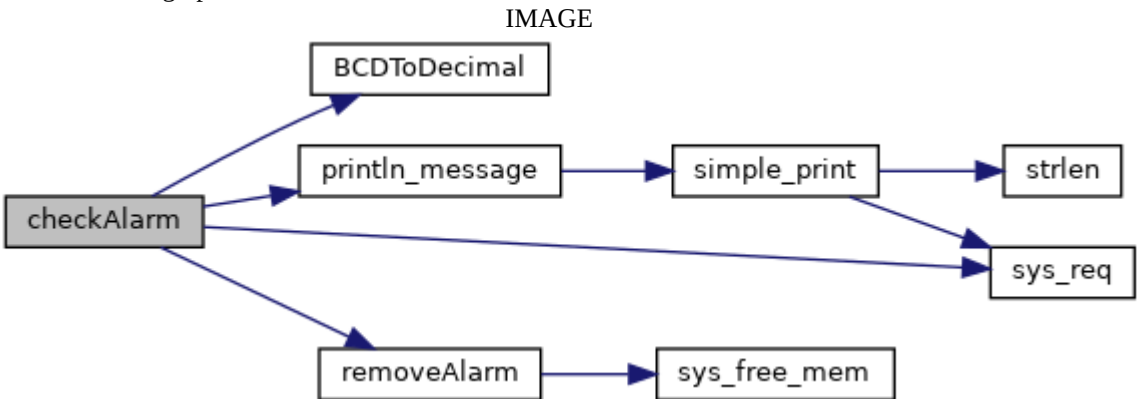 IMAGE
BCDToDecimal
println_message
simple_print
strlen
checkAlarm
sys_req
removeAlarm
sys_free_mem